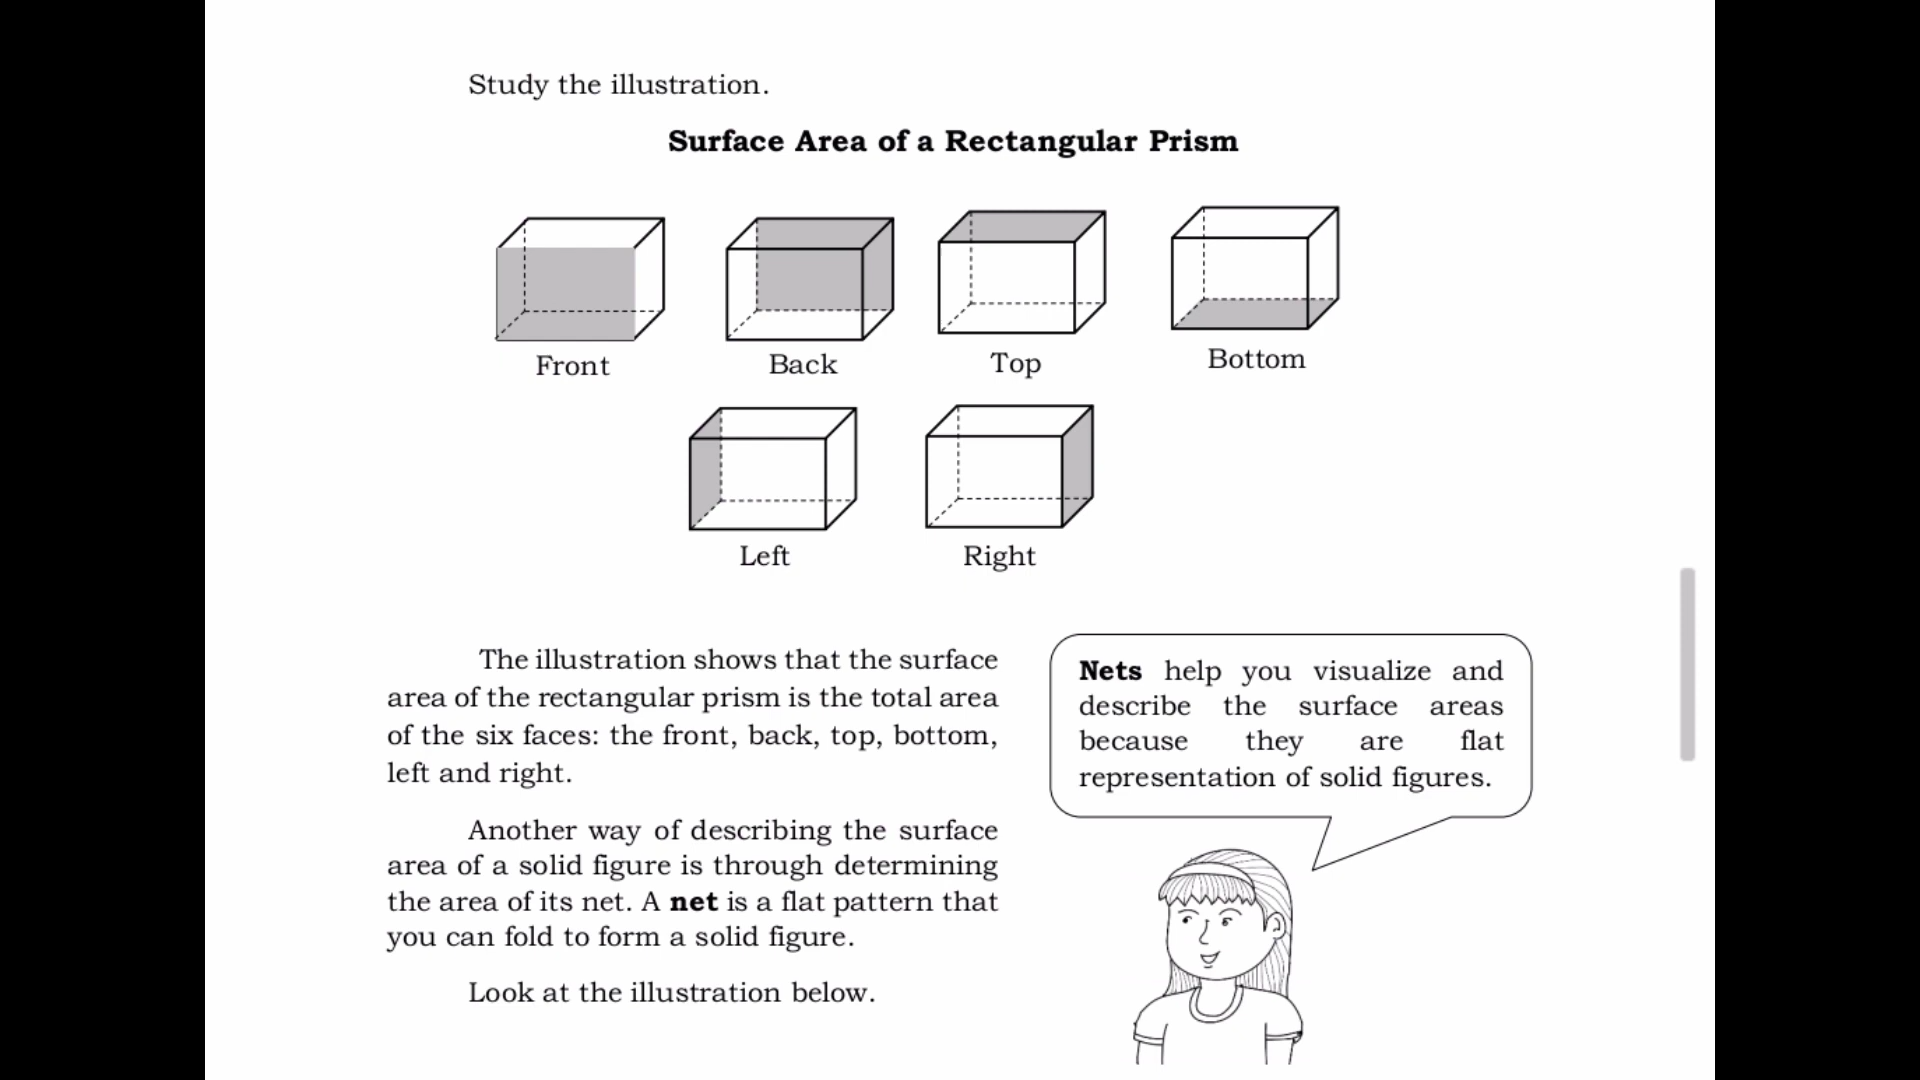 Study the illustration.
Surface Area of a Rectangular Prism
Front
Back
Top
Bottom
Left
Right
The illustration shows that the surface
area of the rectangular prism is the total area
of the six faces: the front, back, top, bottom,
left and right.
Another way of describing the surface
area of a solid figure is through determining
the area of its net. A net is a flat pattern that
you can fold to form a solid figure.
Look at the illustration below.
Nets help you visualize and
describe the surface areas
because they are flat
representation of solid figures.